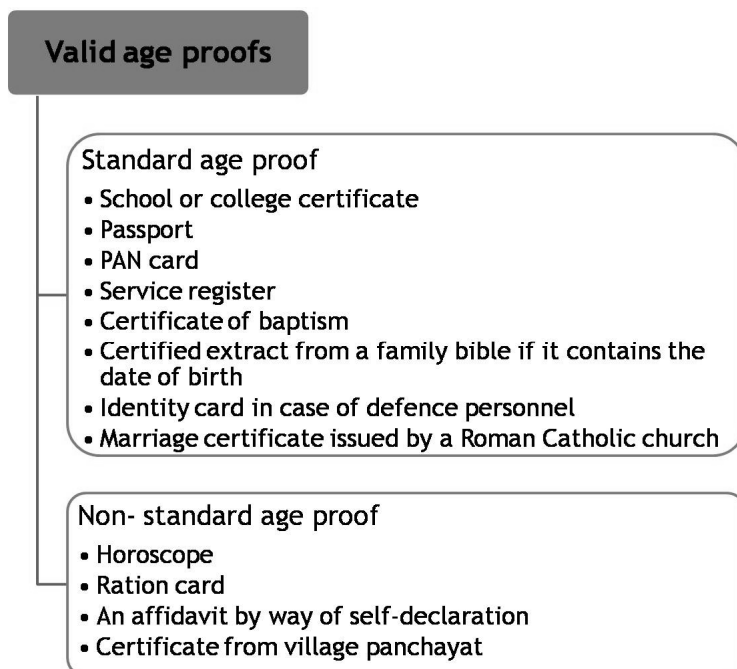 Valid age proofs
Standard age proof
• School or college certificate
• Passport
• PAN card
• Service register
• Certificate of baptism
• Certified extract from a family bible if it contains the
date of birth
• Identity card in case of defence personnel
• Marriage certificate issued by a Roman Catholic church
Non- standard age proof
• Horoscope
• Ration card
• An affidavit by way of self-declaration
• Certificate from village panchayat